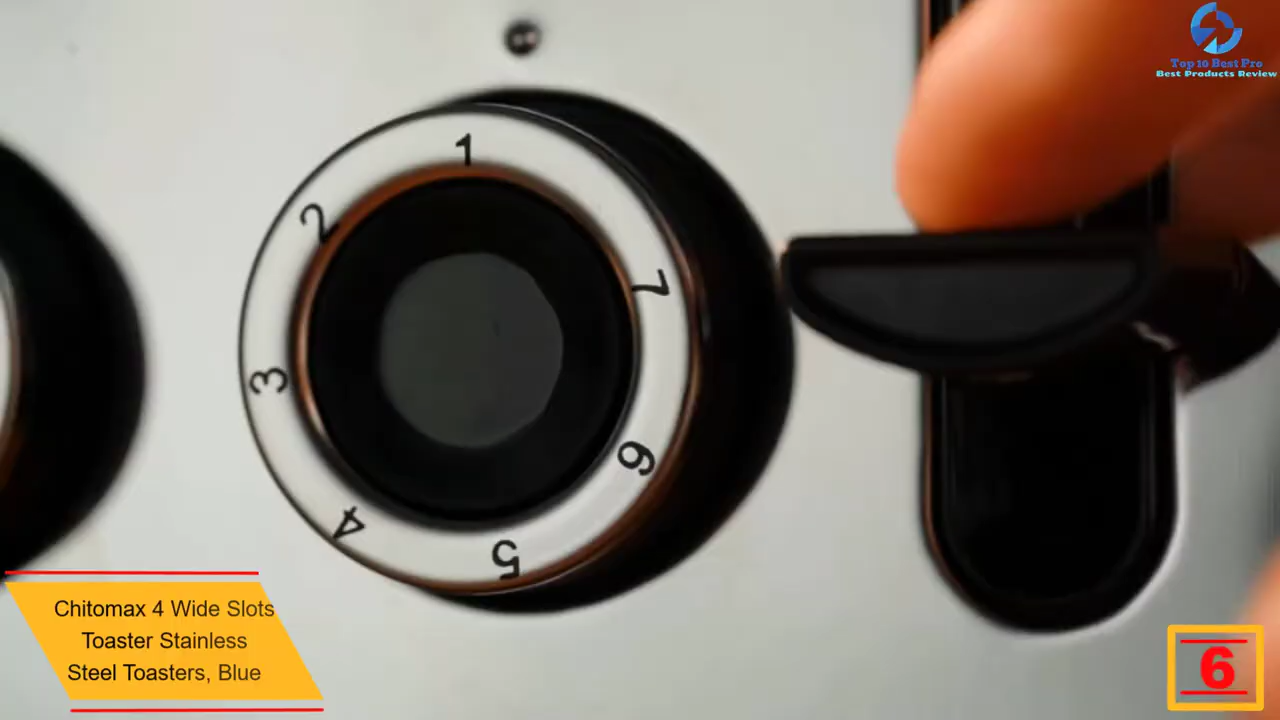 Top 10 Best Pro
Best Products Review
1
2
7
3
6
4
5
Chitomax 4 Wide Slots
Toaster Stainless
Steel Toasters, Blue
6